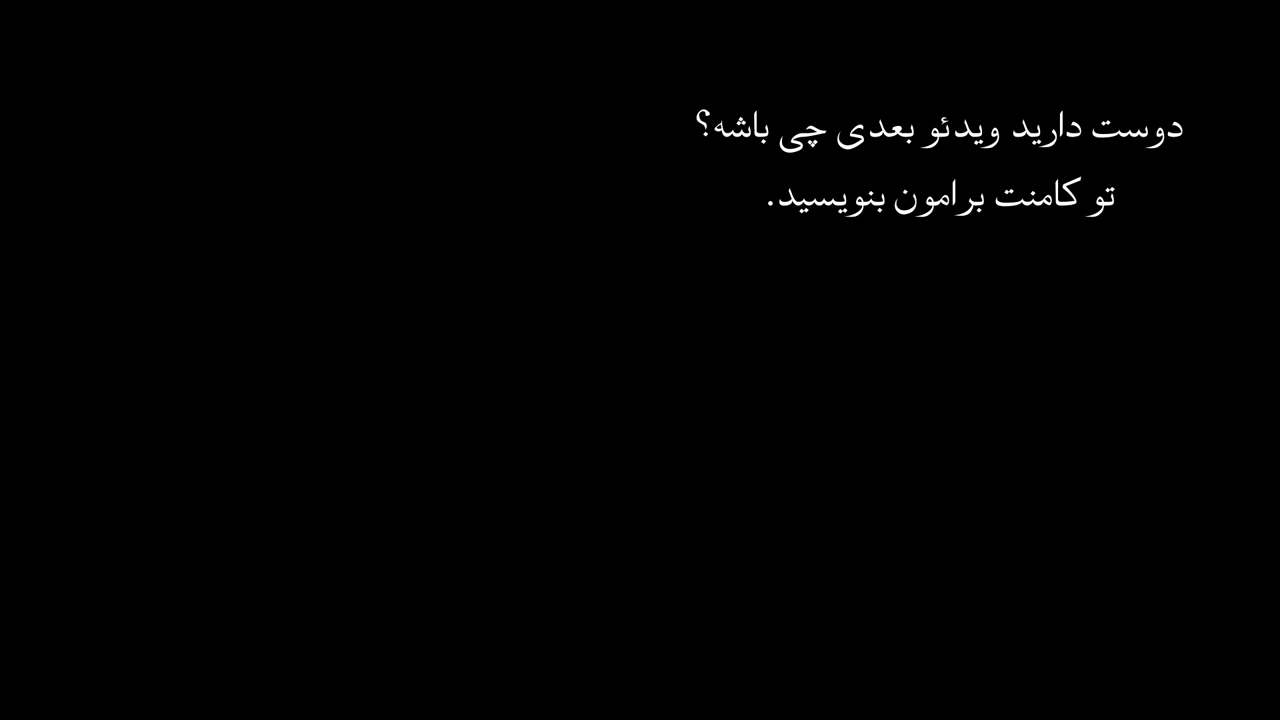 دوست دارید ویدئو بعدی چی باشه؟
تو کامنت برامون بنویسید.